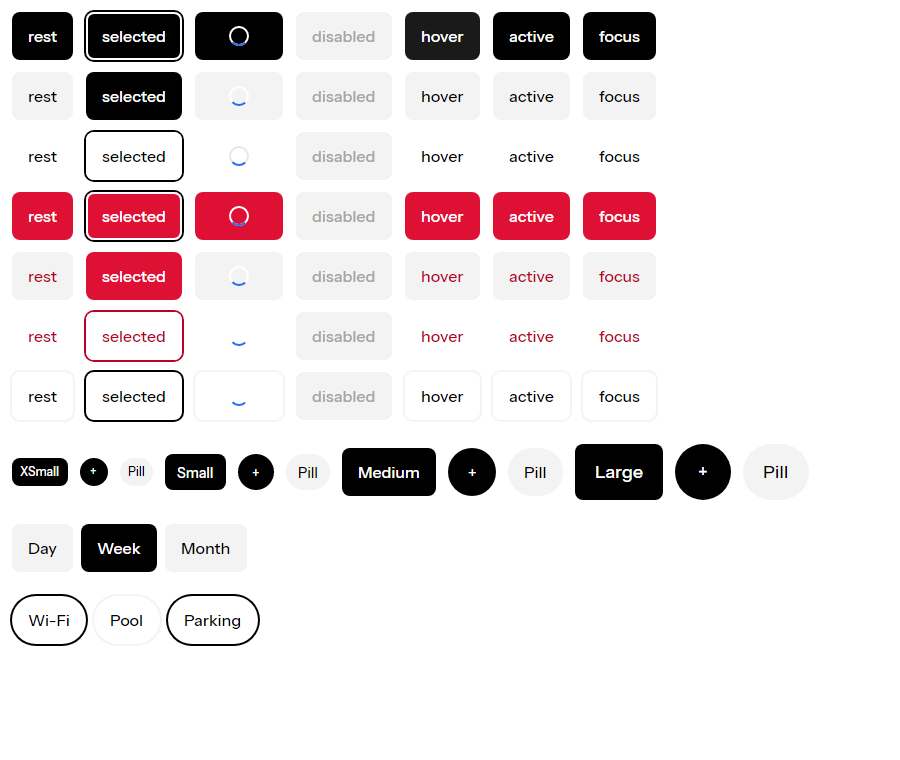 rest selected disabled hover active focus
rest selected disabled hover active focus
rest selected disabled hover active focus
rest selected disabled hover active focus
rest selected disabled hover active focus
rest selected disabled hover active focus
rest selected disabled hover active focus
XSmall + Pill Small + Pill Medium + Pill Large + Pill
Day Week Month
Wi-Fi Pool Parking